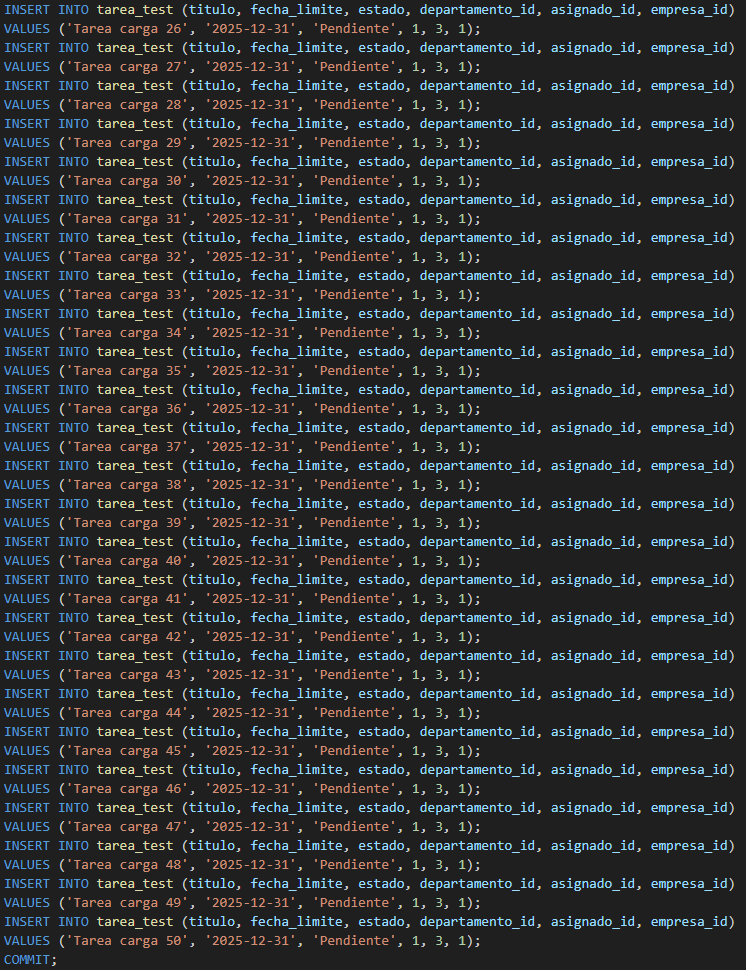 INSERT INTO tarea_test (titulo, fecha_limite, estado, departamento_id, asignado_id, empresa_id)
VALUES ('Tarea carga 26', '2025-12-31', 'Pendiente', 1, 3, 1);
INSERT INTO tarea_test (titulo, fecha_limite, estado, departamento_id, asignado_id, empresa_id)
VALUES ('Tarea carga 27', '2025-12-31', 'Pendiente', 1, 3, 1);
INSERT INTO tarea_test (titulo, fecha_limite, estado, departamento_id, asignado_id, empresa_id)
VALUES ('Tarea carga 28', '2025-12-31', 'Pendiente', 1, 3, 1);
INSERT INTO tarea_test (titulo, fecha_limite, estado, departamento_id, asignado_id, empresa_id)
VALUES ('Tarea carga 29', '2025-12-31', 'Pendiente', 1, 3, 1);
INSERT INTO tarea_test (titulo, fecha_limite, estado, departamento_id, asignado_id, empresa_id)
VALUES ('Tarea carga 30', '2025-12-31', 'Pendiente', 1, 3, 1);
INSERT INTO tarea_test (titulo, fecha_limite, estado, departamento_id, asignado_id, empresa_id)
VALUES ('Tarea carga 31', '2025-12-31', 'Pendiente', 1, 3, 1);
INSERT INTO tarea_test (titulo, fecha_limite, estado, departamento_id, asignado_id, empresa_id)
VALUES ('Tarea carga 32', '2025-12-31', 'Pendiente', 1, 3, 1);
INSERT INTO tarea_test (titulo, fecha_limite, estado, departamento_id, asignado_id, empresa_id)
VALUES ('Tarea carga 33', '2025-12-31', 'Pendiente', 1, 3, 1);
INSERT INTO tarea_test (titulo, fecha_limite, estado, departamento_id, asignado_id, empresa_id)
VALUES ('Tarea carga 34', '2025-12-31', 'Pendiente', 1, 3, 1);
INSERT INTO tarea_test (titulo, fecha_limite, estado, departamento_id, asignado_id, empresa_id)
VALUES ('Tarea carga 35', '2025-12-31', 'Pendiente', 1, 3, 1);
INSERT INTO tarea_test (titulo, fecha_limite, estado, departamento_id, asignado_id, empresa_id)
VALUES ('Tarea carga 36', '2025-12-31', 'Pendiente', 1, 3, 1);
INSERT INTO tarea_test (titulo, fecha_limite, estado, departamento_id, asignado_id, empresa_id)
VALUES ('Tarea carga 37', '2025-12-31', 'Pendiente', 1, 3, 1);
INSERT INTO tarea_test (titulo, fecha_limite, estado, departamento_id, asignado_id, empresa_id)
VALUES ('Tarea carga 38', '2025-12-31', 'Pendiente', 1, 3, 1);
INSERT INTO tarea_test (titulo, fecha_limite, estado, departamento_id, asignado_id, empresa_id)
VALUES ('Tarea carga 39', '2025-12-31', 'Pendiente', 1, 3, 1);
INSERT INTO tarea_test (titulo, fecha_limite, estado, departamento_id, asignado_id, empresa_id)
VALUES ('Tarea carga 40', '2025-12-31', 'Pendiente', 1, 3, 1);
INSERT INTO tarea_test (titulo, fecha_limite, estado, departamento_id, asignado_id, empresa_id)
VALUES ('Tarea carga 41', '2025-12-31', 'Pendiente', 1, 3, 1);
INSERT INTO tarea_test (titulo, fecha_limite, estado, departamento_id, asignado_id, empresa_id)
VALUES ('Tarea carga 42', '2025-12-31', 'Pendiente', 1, 3, 1);
INSERT INTO tarea_test (titulo, fecha_limite, estado, departamento_id, asignado_id, empresa_id)
VALUES ('Tarea carga 43', '2025-12-31', 'Pendiente', 1, 3, 1);
INSERT INTO tarea_test (titulo, fecha_limite, estado, departamento_id, asignado_id, empresa_id)
VALUES ('Tarea carga 44', '2025-12-31', 'Pendiente', 1, 3, 1);
INSERT INTO tarea_test (titulo, fecha_limite, estado, departamento_id, asignado_id, empresa_id)
VALUES ('Tarea carga 45', '2025-12-31', 'Pendiente', 1, 3, 1);
INSERT INTO tarea_test (titulo, fecha_limite, estado, departamento_id, asignado_id, empresa_id)
VALUES ('Tarea carga 46', '2025-12-31', 'Pendiente', 1, 3, 1);
INSERT INTO tarea_test (titulo, fecha_limite, estado, departamento_id, asignado_id, empresa_id)
VALUES ('Tarea carga 47', '2025-12-31', 'Pendiente', 1, 3, 1);
INSERT INTO tarea_test (titulo, fecha_limite, estado, departamento_id, asignado_id, empresa_id)
VALUES ('Tarea carga 48', '2025-12-31', 'Pendiente', 1, 3, 1);
INSERT INTO tarea_test (titulo, fecha_limite, estado, departamento_id, asignado_id, empresa_id)
VALUES ('Tarea carga 49', '2025-12-31', 'Pendiente', 1, 3, 1);
INSERT INTO tarea_test (titulo, fecha_limite, estado, departamento_id, asignado_id, empresa_id)
VALUES ('Tarea carga 50', '2025-12-31', 'Pendiente', 1, 3, 1);
COMMIT;